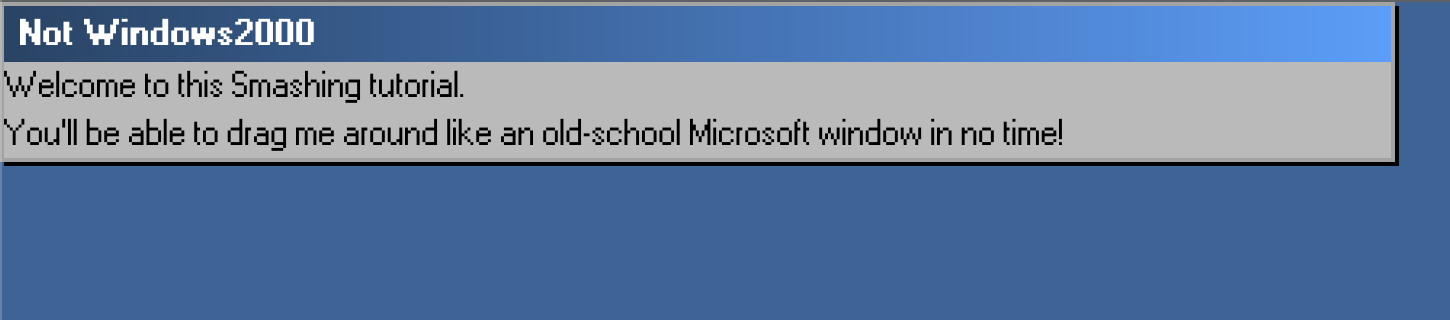 Not Windows2000
Welcome to this Smashing tutorial.
You'll be able to drag me around like an old-school Microsoft window in no time!